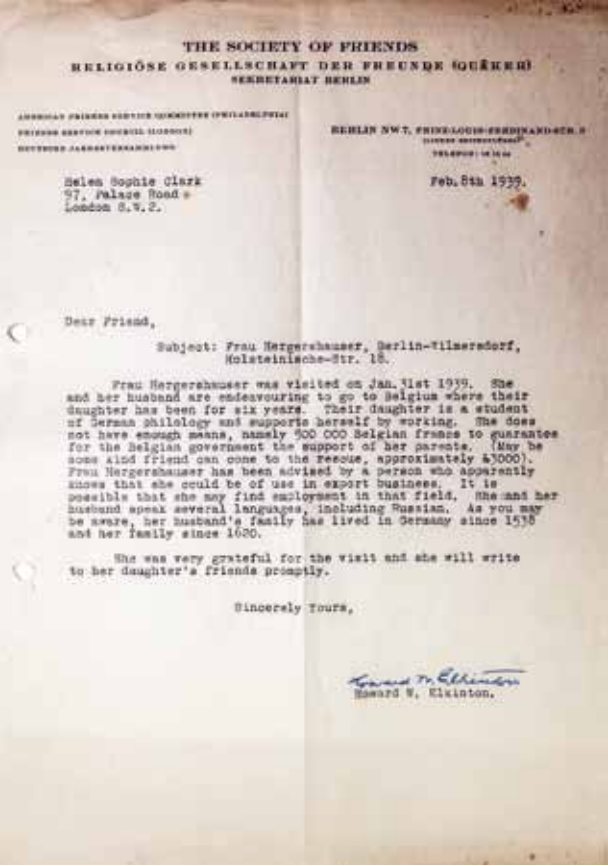 THE SOCIETY OF FRIENDS
RELIGIÖSE GESELLSCHAFT DER FREUNDE (QUÄKER)
SEKRETARIAT BERLIN
AMERICAN FRIENDS SERVICE COMMITTEE (PHILADELPHIA)
FRIENDS SERVICE COUNCIL (LONDON)
DEUTSCHE JAHRESVERSAMMLUNG
BERLIN NW 7, PRINZ-LOUIS-FERDINAND-STR. 5
TELEFON:
Helen Sophie Clark
97, Palace Road
London S.W.2.
Feb. 8th 1939.
Dear Friend,
Subject: Frau Hergershauser, Berlin-Wilmersdorf,
Holsteinische-Str. 18.
Frau Hergershauser was visited on Jan. 31st 1939. She
and her husband are endeavouring to go to Belgium where their
daughter has been for six years. Their daughter is a student
of German philology and supports herself by working. She does
not have enough means, namely 500 000 Belgian francs to guarantee
for the Belgian government the support of her parents. (May be
some kind friend can come to the rescue, approximately £3000).
Frau Hergershauser has been advised by a person who apparently
knows that she could be of use in export business. It is
possible that she may find employment in that field. She and her
husband speak several languages, including Russian. As you may
be aware, her husband's family has lived in Germany since 1538
and her family since 1620.
She was very grateful for the visit and she will write
to her daughter's friends promptly.
Sincerely Yours,
Howard W. Elkinton
Howard W. Elkinton.